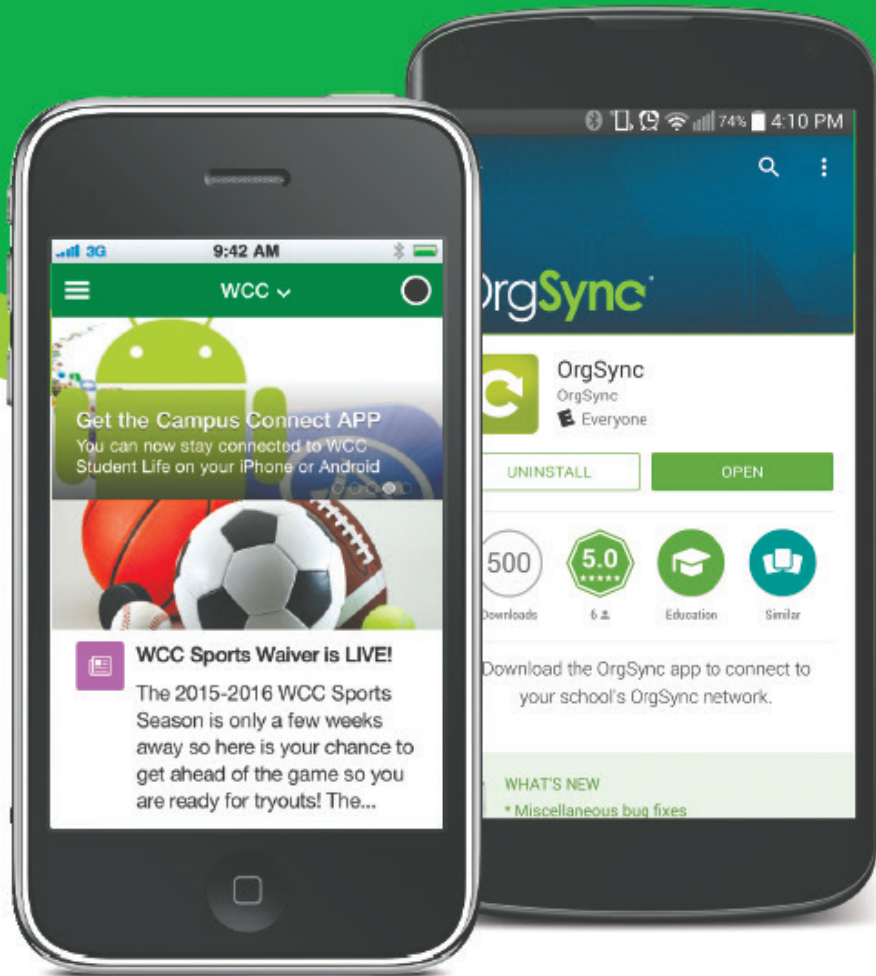 3G 9:42 AM
WCC
Get the Campus Connect APP
You can now stay connected to WCC
Student Life on your iPhone or Android
WCC Sports Waiver is LIVE!
The 2015-2016 WCC Sports
Season is only a few weeks
away so here is your chance to
get ahead of the game so you
are ready for tryouts! The...
74% 4:10 PM
OrgSync
OrgSync
OrgSync
E Everyone
UNINSTALL OPEN
500 5.0
Downloads 6 Education Similar
Download the OrgSync app to connect to
your school's OrgSync network.
WHAT'S NEW
* Miscellaneous bug fixes